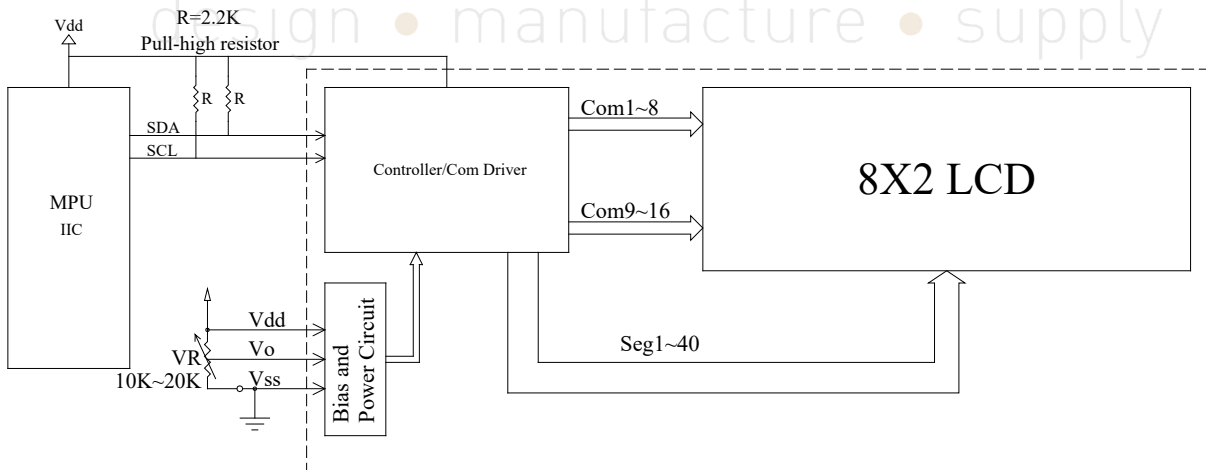 design • manufacture • supply
Vdd
R=2.2K
Pull-high resistor
R
R
SDA
SCL
MPU
IIC
Controller/Com Driver
Com1~8
Com9~16
8X2 LCD
Seg1~40
Vdd
Vo
Vss
VR
10K~20K
Bias and
Power Circuit